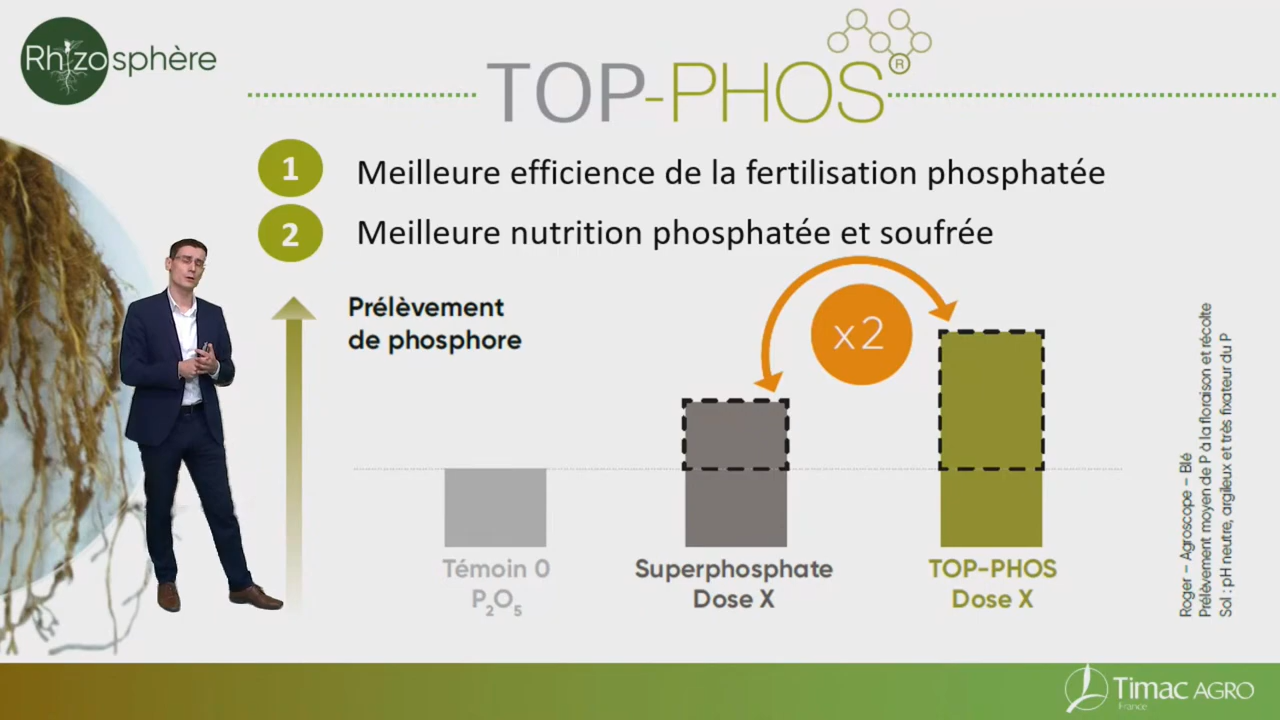 Rhizosphère
TOP-PHOS®
1 Meilleure efficience de la fertilisation phosphatée
2 Meilleure nutrition phosphatée et soufrée
Prélèvement
de phosphore
x2
Témoin 0
P₂O₅
Superphosphate
Dose X
TOP-PHOS
Dose X
Roger – Agroscope – Blé
Prélèvement moyen de P à la floraison et récolte
Sol : pH neutre, argileux et très fixateur du P
Timac AGRO
France